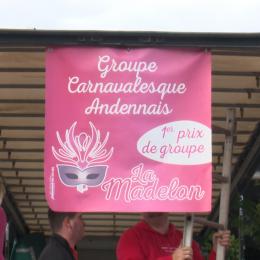 Groupe
Carnavalesque
Andennais
1er prix
de groupe
La
Madelon